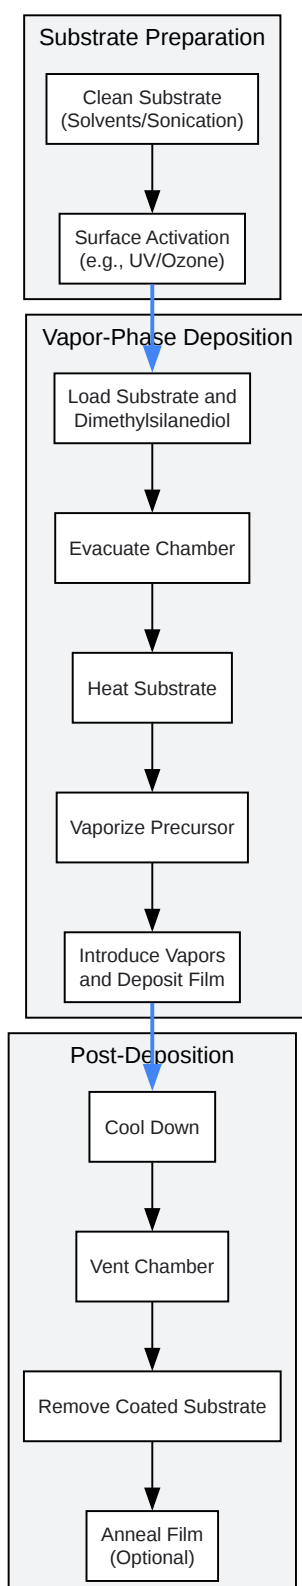 Substrate Preparation
Clean Substrate
(Solvents/Sonication)
Surface Activation
(e.g., UV/Ozone)
Vapor-Phase Deposition
Load Substrate and
Dimethylsilanediol
Evacuate Chamber
Heat Substrate
Vaporize Precursor
Introduce Vapors
and Deposit Film
Post-Deposition
Cool Down
Vent Chamber
Remove Coated Substrate
Anneal Film
(Optional)